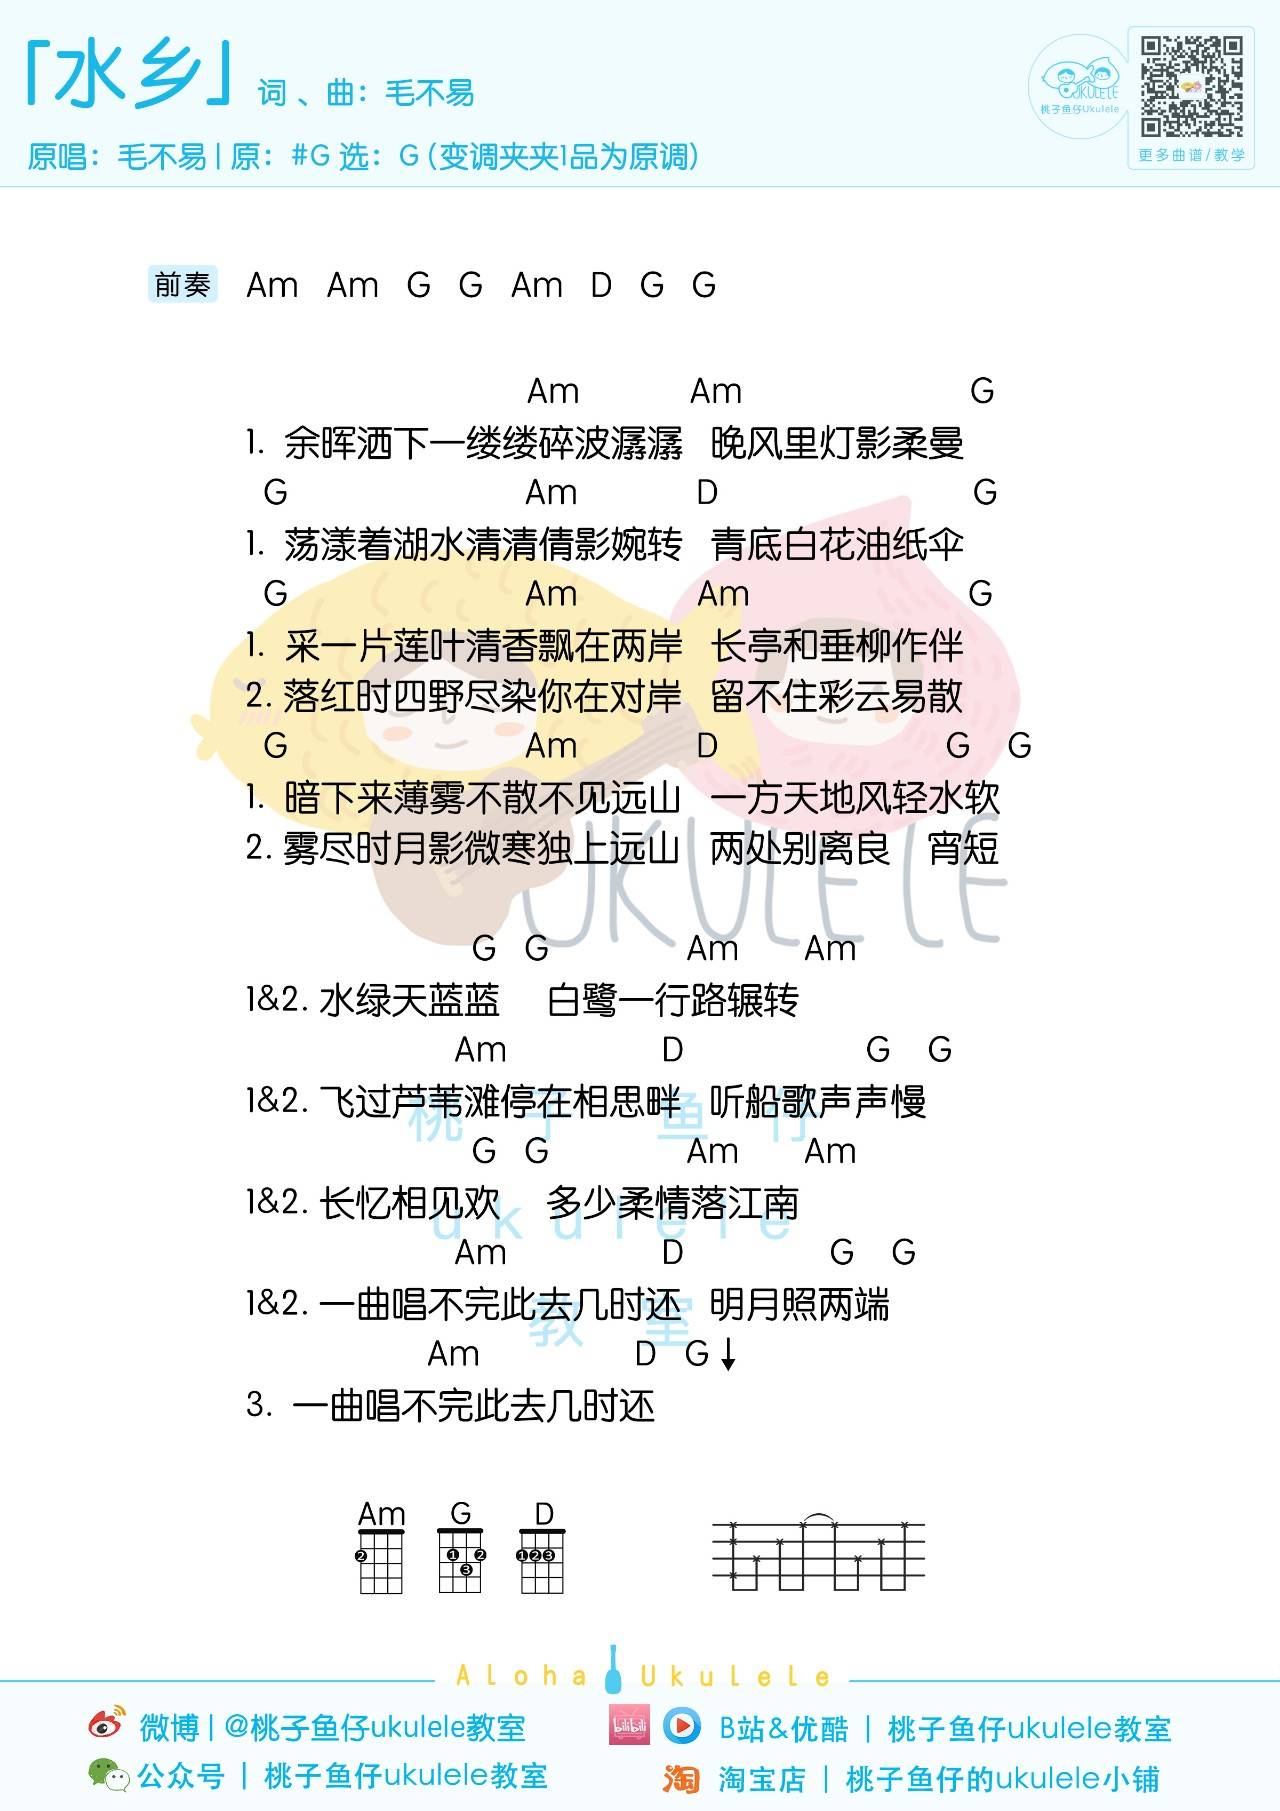 「水乡」 词、曲：毛不易
原唱：毛不易 | 原：#G 选：G (变调夹夹1品为原调)
UKULELE
桃子鱼仔Ukulele
更多曲谱/教学
前奏 Am Am G G Am D G G
Am Am G
1. 余晖洒下一缕缕碎波潺潺 晚风里灯影柔曼
G Am D G
1. 荡漾着湖水清清倩影婉转 青底白花油纸伞
G Am Am G
1. 采一片莲叶清香飘在两岸 长亭和垂柳作伴
2. 落红时四野尽染你在对岸 留不住彩云易散
G Am D G G
1. 暗下来薄雾不散不见远山 一方天地风轻水软
2. 雾尽时月影微寒独上远山 两处别离良 宵短
UKULELE
G G Am Am
1&2. 水绿天蓝蓝 白鹭一行路辗转
Am D G G
1&2. 飞过芦苇滩停在相思畔 听船歌声声慢
桃子鱼仔
G G Am Am
1&2. 长忆相见欢 多少柔情落江南
ukulele
Am D G G
1&2. 一曲唱不完此去几时还 明月照两端
教室
Am D G↓
3. 一曲唱不完此去几时还
Am G D
2 1 2 3 1 2 3
Aloha Ukulele
微博 | @桃子鱼仔ukulele教室
bilibili B站&优酷 | 桃子鱼仔ukulele教室
公众号 | 桃子鱼仔ukulele教室
淘 淘宝店 | 桃子鱼仔的ukulele小铺